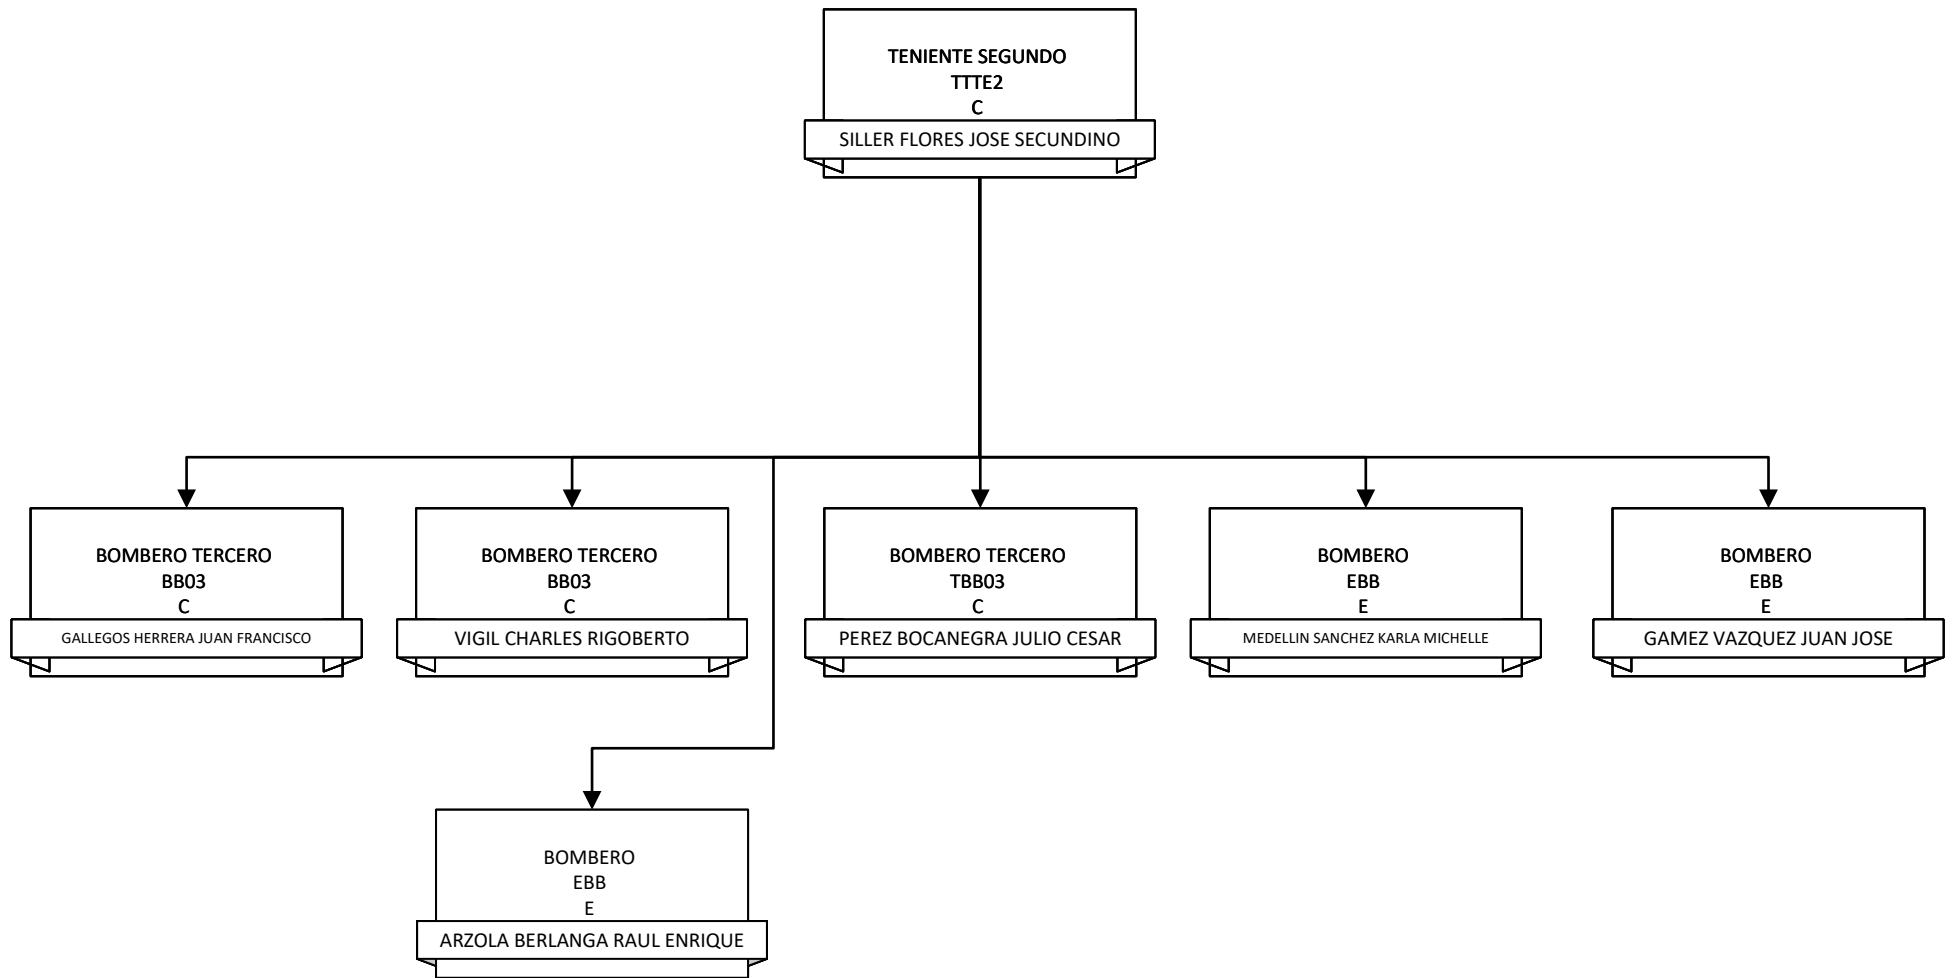 TENIENTE SEGUNDO
TTTE2
C
SILLER FLORES JOSE SECUNDINO
BOMBERO TERCERO
BB03
C
GALLEGOS HERRERA JUAN FRANCISCO
BOMBERO TERCERO
BB03
C
VIGIL CHARLES RIGOBERTO
BOMBERO TERCERO
TBB03
C
PEREZ BOCANEGRA JULIO CESAR
BOMBERO
EBB
E
MEDELLIN SANCHEZ KARLA MICHELLE
BOMBERO
EBB
E
GAMEZ VAZQUEZ JUAN JOSE
BOMBERO
EBB
E
ARZOLA BERLANGA RAUL ENRIQUE